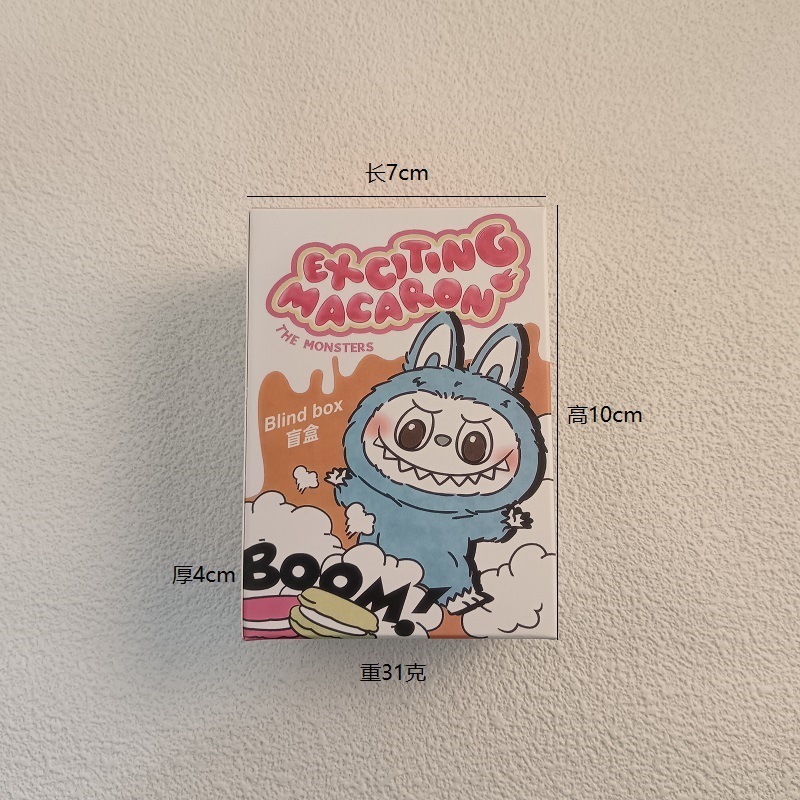 长7cm
EXCITING
MACARON
THE MONSTERS
高10cm
Blind box
盲盒
厚4cm
BOOM!
重31克